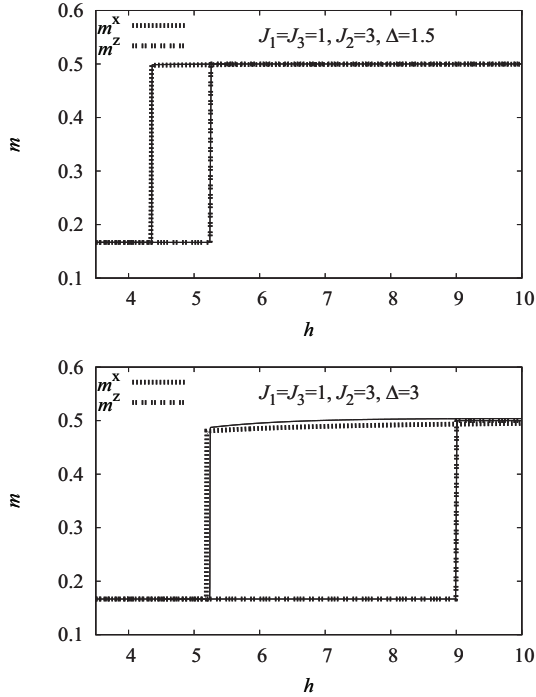 0.6
m^x
m^z
J₁=J₃=1, J₂=3, Δ=1.5
0.5
0.4
m
0.3
0.2
0.1
4 5 6 7 8 9 10
h
0.6
m^x
m^z
J₁=J₃=1, J₂=3, Δ=3
0.5
0.4
m
0.3
0.2
0.1
4 5 6 7 8 9 10
h